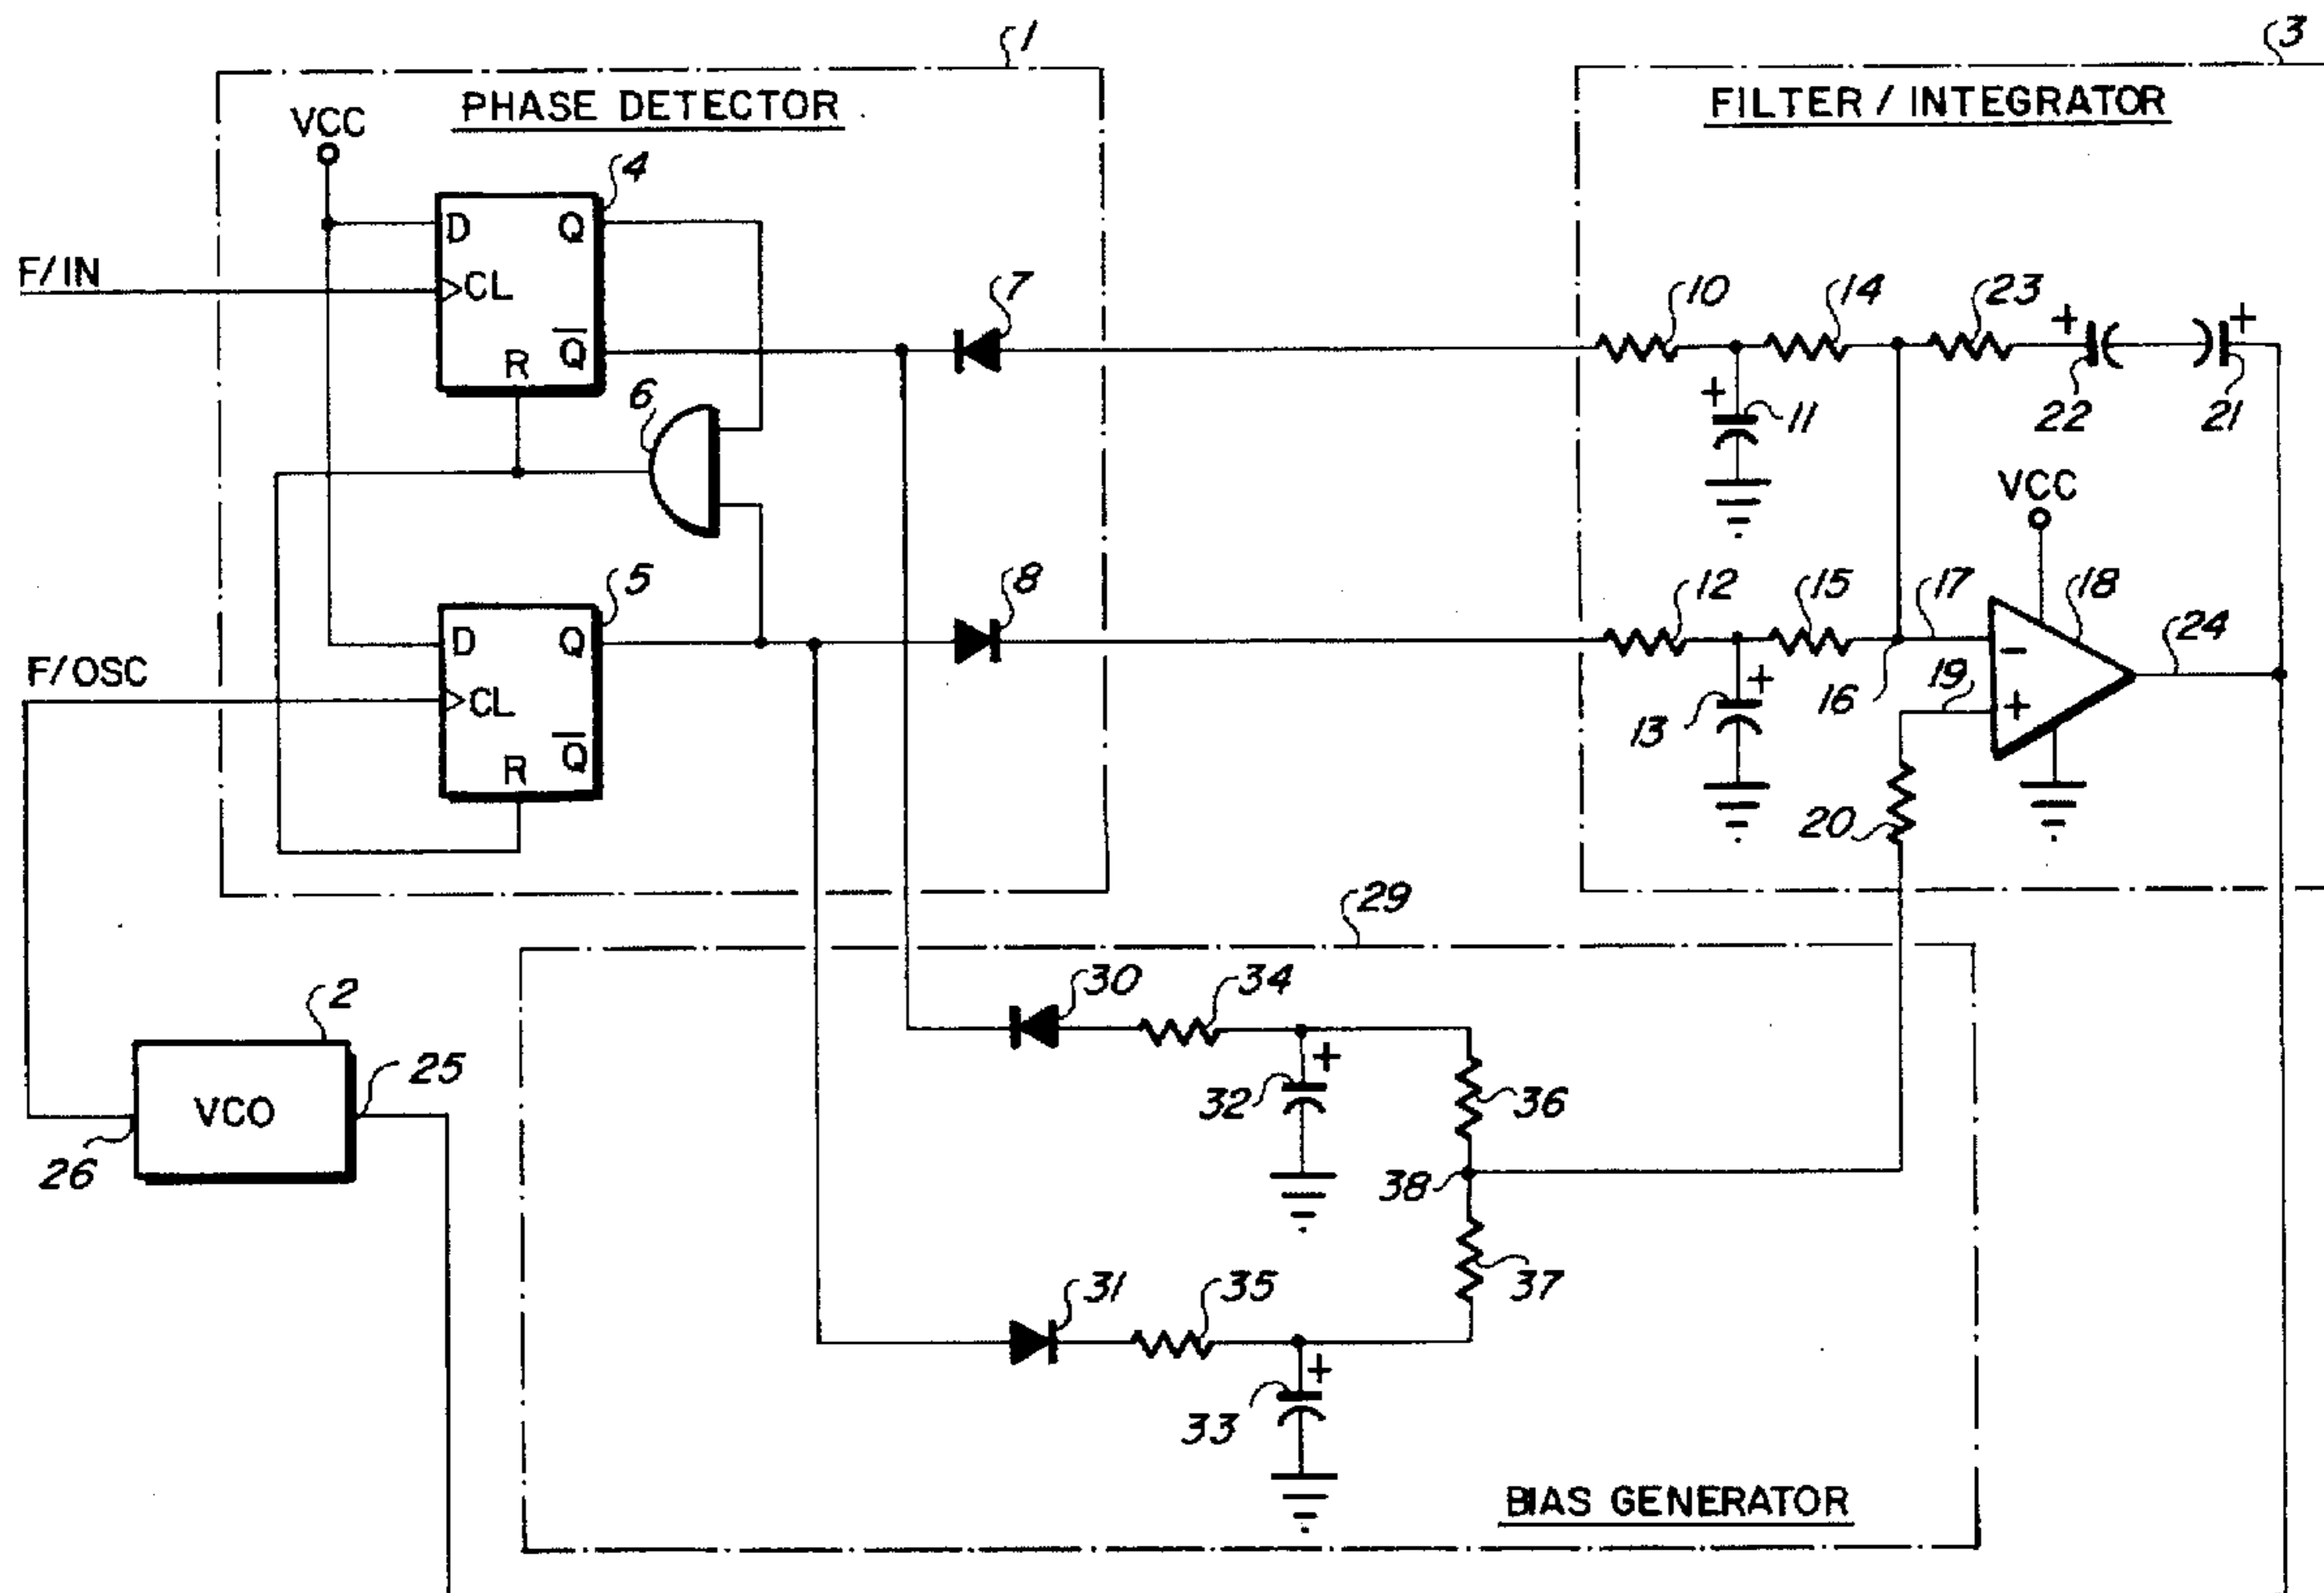 1
3
PHASE DETECTOR
FILTER / INTEGRATOR
VCC
4
D Q
F/IN
CL
Q
R
7
10 14 23
+ +
22 21
+
11
6
VCC
8
5
12 15 17 18
D Q
24
F/OSC
CL
16 19
-
+
+
13
R Q
20
29
2
30 34
25
+
VCO
32 36
26
38
31 35 37
+
33
BIAS GENERATOR